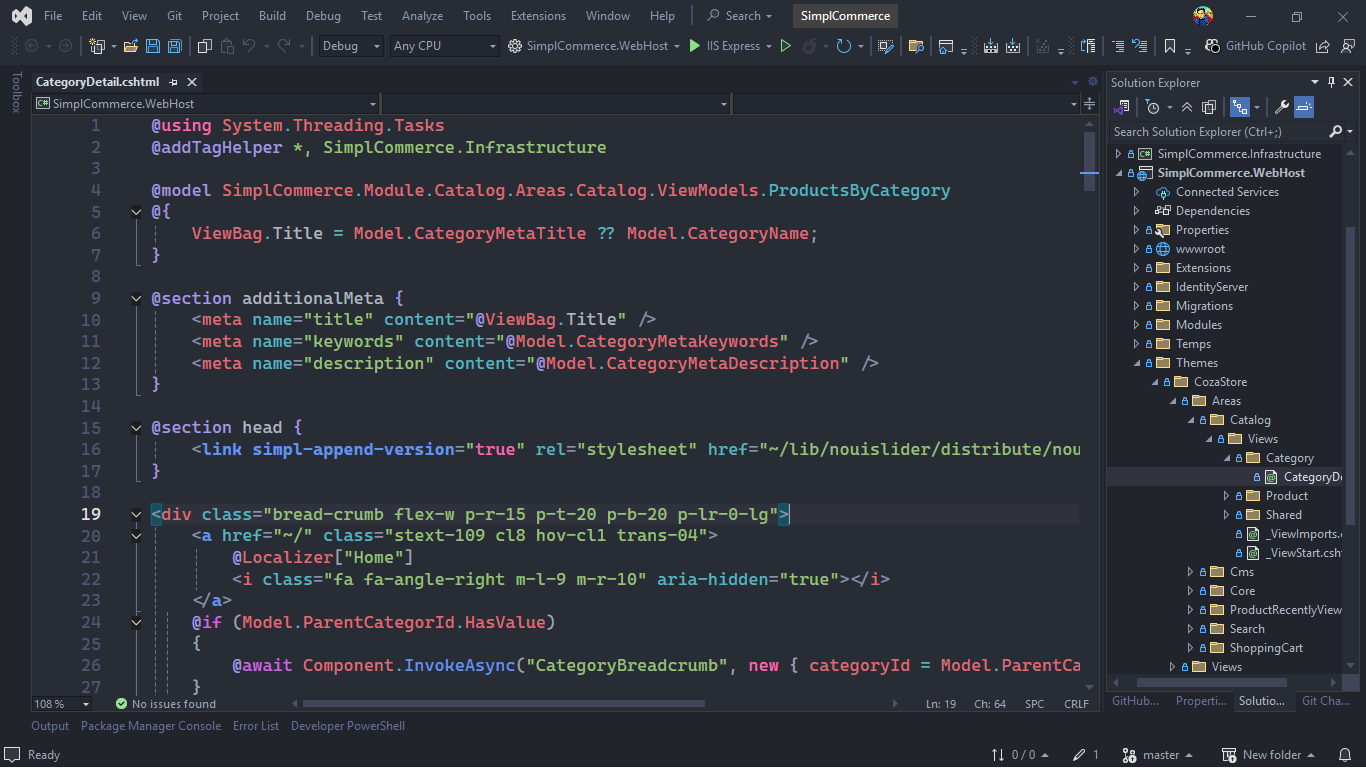 File Edit View Git Project Build Debug Test Analyze Tools Extensions Window Help Search SimplCommerce
Debug Any CPU SimplCommerce.WebHost IIS Express GitHub Copilot
Toolbox
CategoryDetail.cshtml
C# SimplCommerce.WebHost
1 @using System.Threading.Tasks
2 @addTagHelper *, SimplCommerce.Infrastructure
3
4 @model SimplCommerce.Module.Catalog.Areas.Catalog.ViewModels.ProductsByCategory
5 @{
6 ViewBag.Title = Model.CategoryMetaTitle ?? Model.CategoryName;
7 }
8
9 @section additionalMeta {
10 <meta name="title" content="@ViewBag.Title" />
11 <meta name="keywords" content="@Model.CategoryMetaKeywords" />
12 <meta name="description" content="@Model.CategoryMetaDescription" />
13 }
14
15 @section head {
16 <link simpl-append-version="true" rel="stylesheet" href="~/lib/nouislider/distribute/nou
17 }
18
19 <div class="bread-crumb flex-w p-r-15 p-t-20 p-b-20 p-lr-0-lg">
20 <a href="~/" class="stext-109 cl8 hov-cl1 trans-04">
21 @Localizer["Home"]
22 <i class="fa fa-angle-right m-l-9 m-r-10" aria-hidden="true"></i>
23 </a>
24 @if (Model.ParentCategorId.HasValue)
25 {
26 @await Component.InvokeAsync("CategoryBreadcrumb", new { categoryId = Model.ParentCa
27 }
108 % No issues found Ln: 19 Ch: 64 SPC CRLF
Solution Explorer
Search Solution Explorer (Ctrl+;)
C# SimplCommerce.Infrastructure
SimplCommerce.WebHost
Connected Services
Dependencies
Properties
wwwroot
Extensions
IdentityServer
Migrations
Modules
Temps
Themes
CozaStore
Areas
Catalog
Views
Category
CategoryDe
Product
Shared
_ViewImports.c
_ViewStart.csht
Cms
Core
ProductRecentlyView
Search
ShoppingCart
Views
GitHub... Properti... Solutio... Git Cha...
Output Package Manager Console Error List Developer PowerShell
Ready 0 / 0 1 master New folder